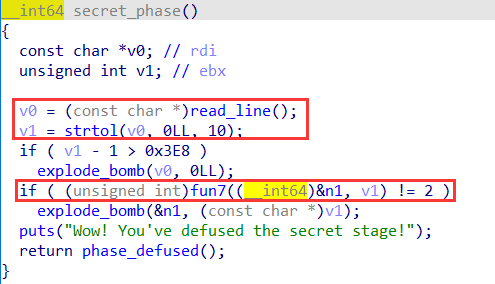 __int64 secret_phase()
{
const char *v0; // rdi
unsigned int v1; // ebx
v0 = (const char *)read_line();
v1 = strtol(v0, 0LL, 10);
if ( v1 - 1 > 0x3E8 )
explode_bomb(v0, 0LL);
if ( (unsigned int)fun7((__int64)&n1, v1) != 2 )
explode_bomb(&n1, (const char *)v1);
puts("Wow! You've defused the secret stage!");
return phase_defused();
}